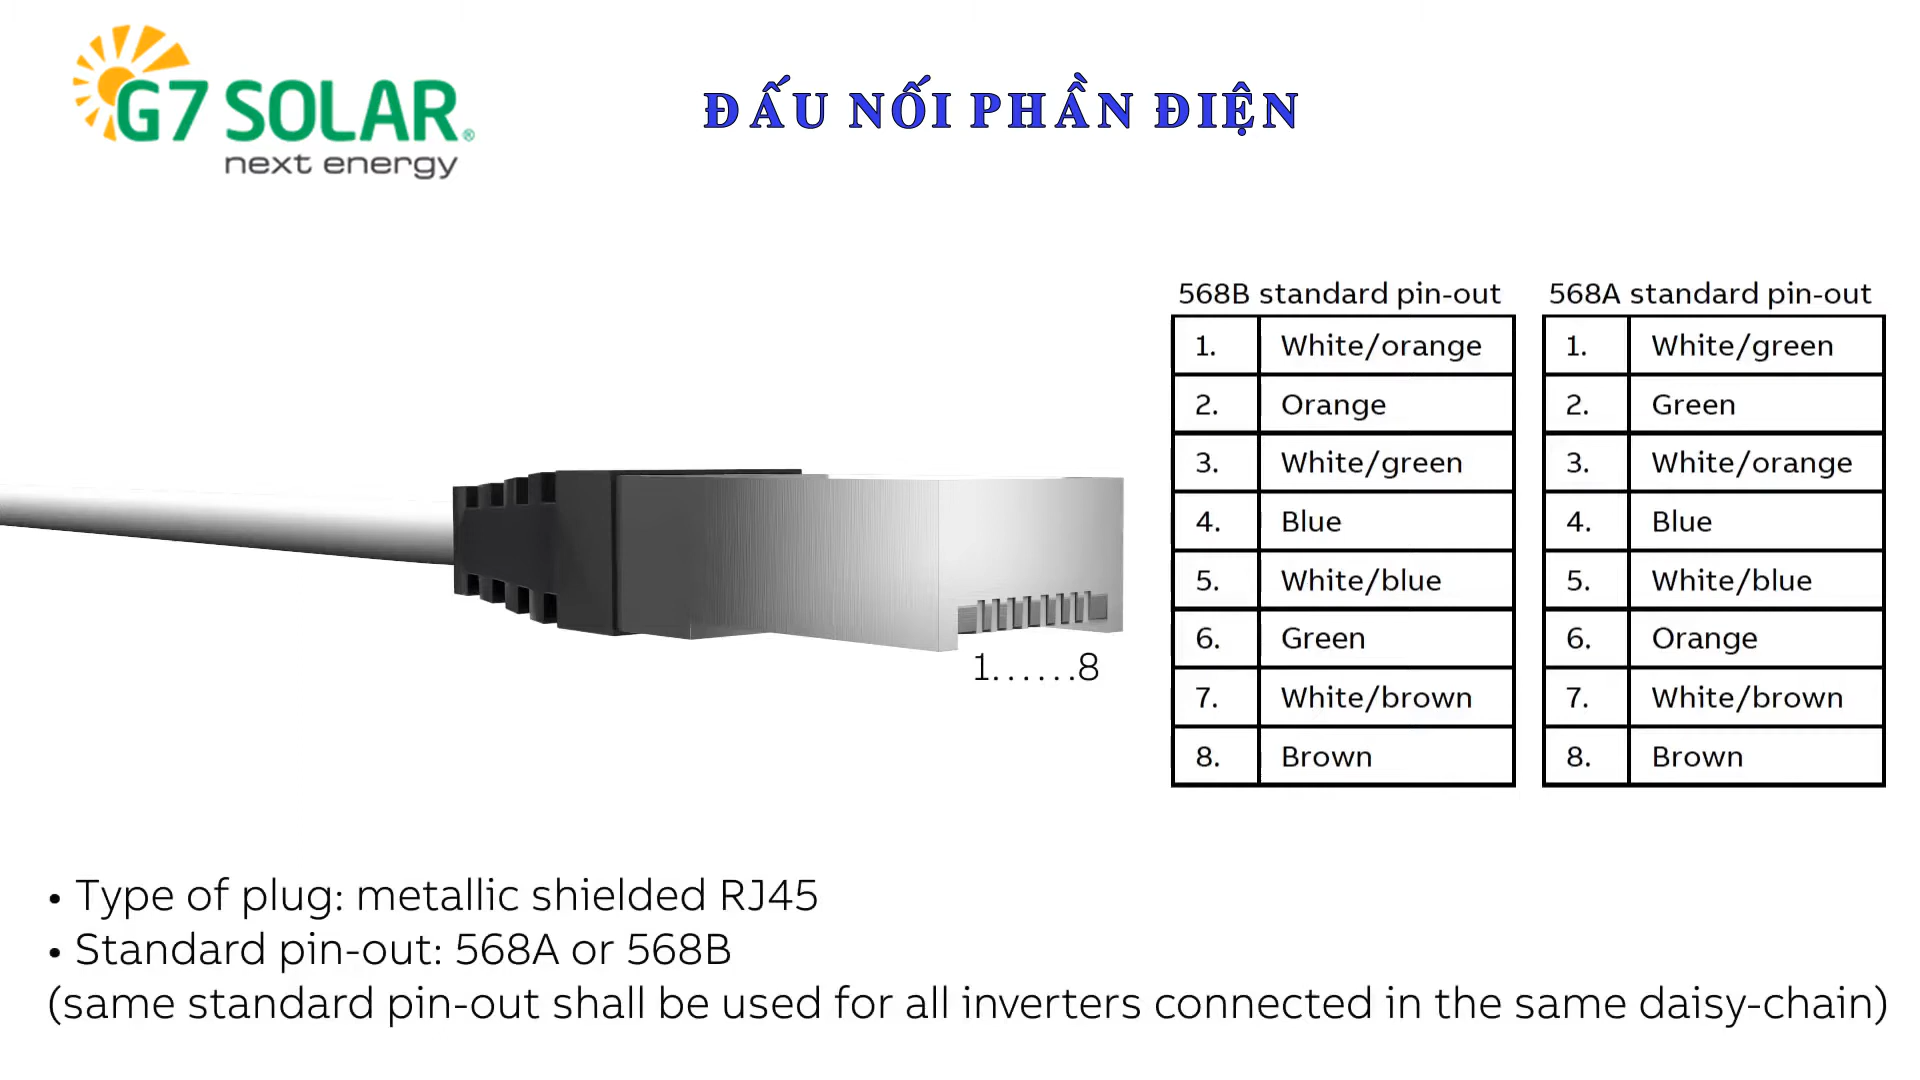 G7 SOLAR®
next energy
ĐẤU NỐI PHẦN ĐIỆN
568B standard pin-out
1. White/orange
2. Orange
3. White/green
4. Blue
5. White/blue
6. Green
7. White/brown
8. Brown
568A standard pin-out
1. White/green
2. Green
3. White/orange
4. Blue
5. White/blue
6. Orange
7. White/brown
8. Brown
1......8
• Type of plug: metallic shielded RJ45
• Standard pin-out: 568A or 568B
(same standard pin-out shall be used for all inverters connected in the same daisy-chain)